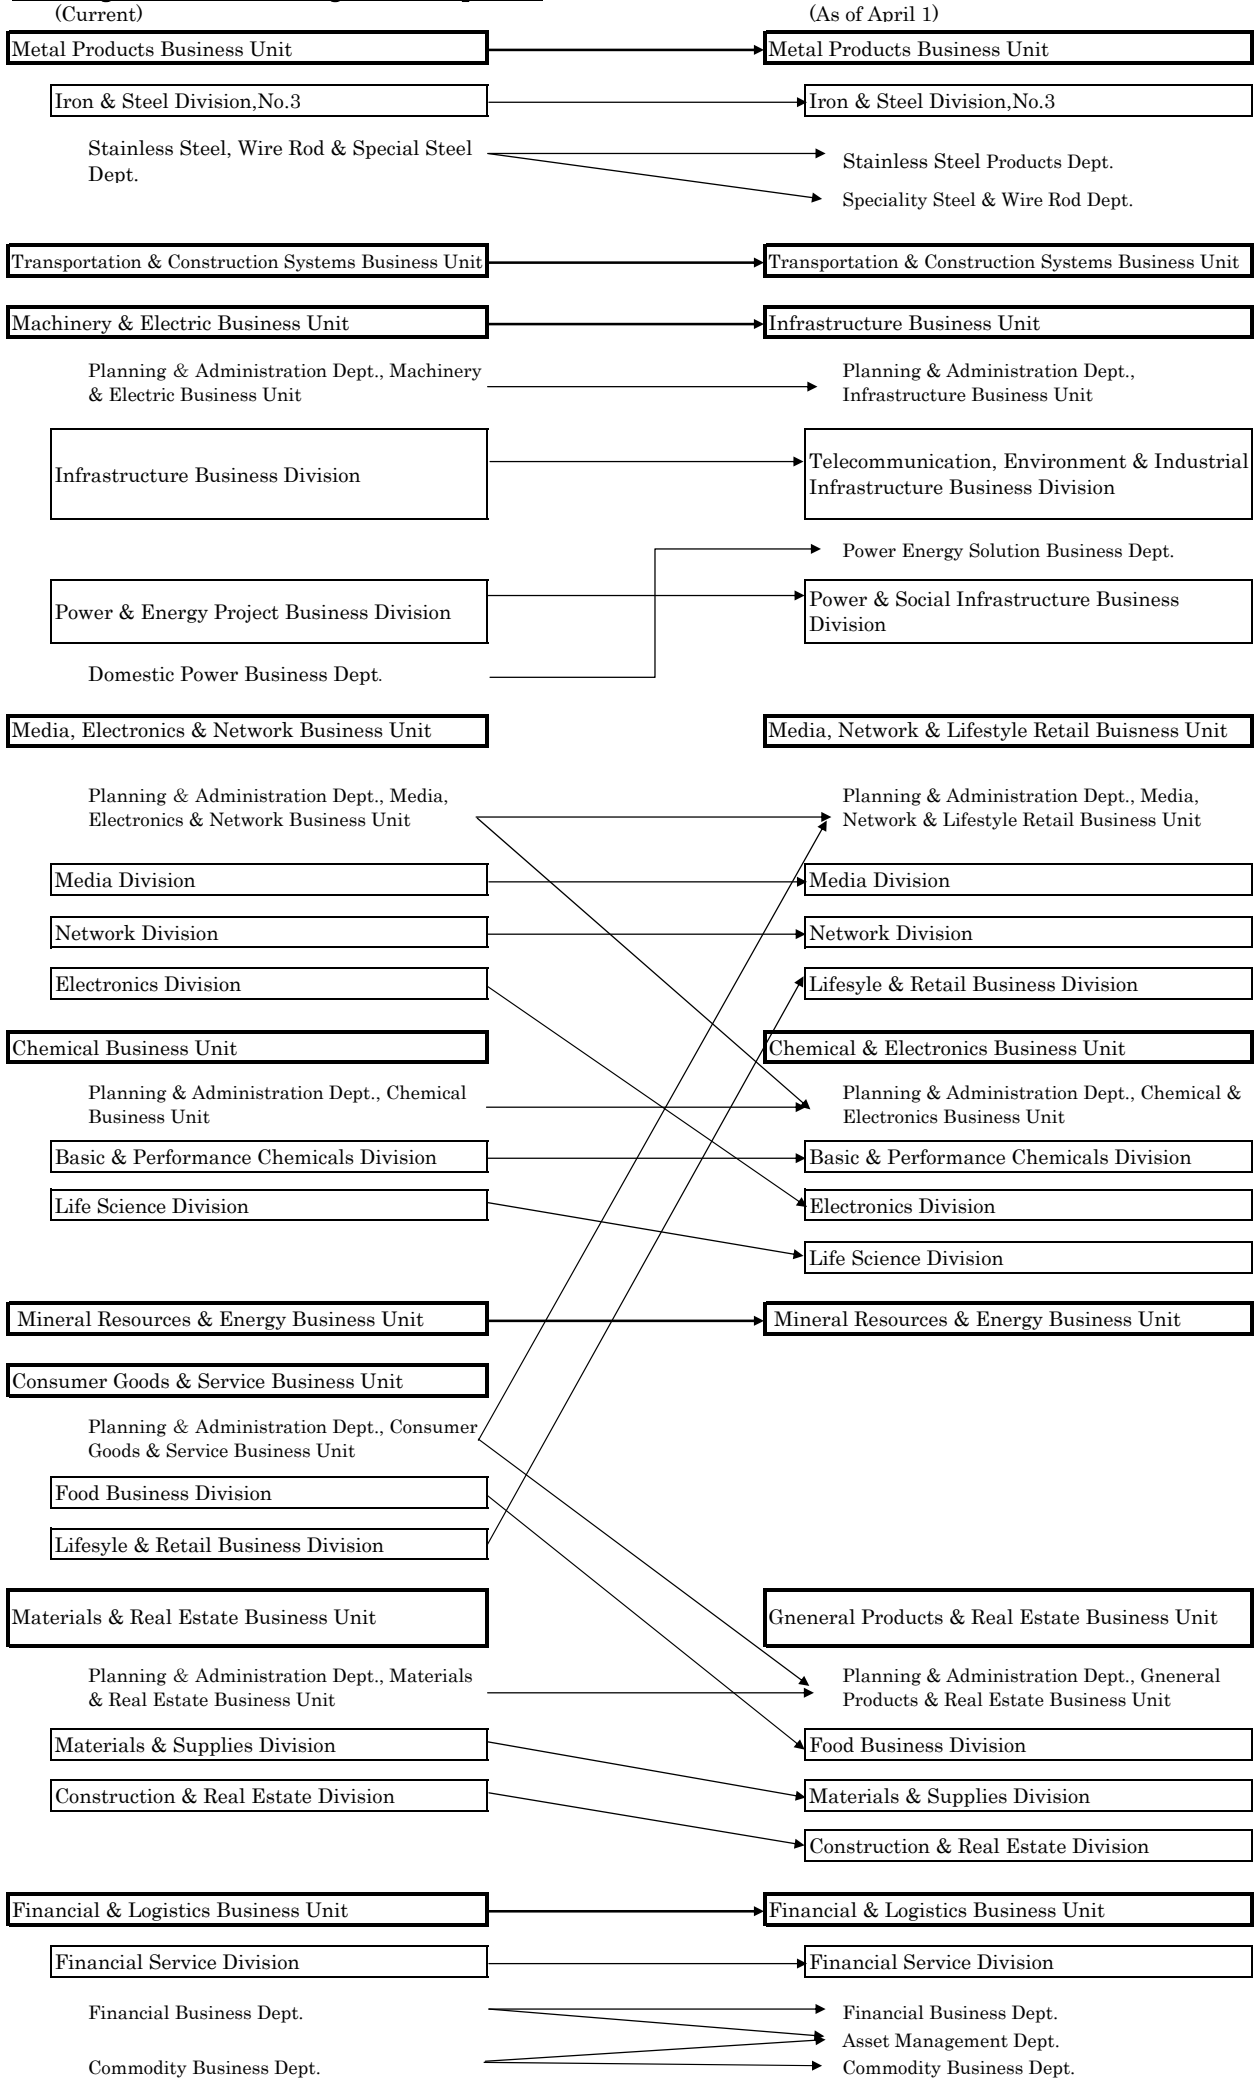 (Current)
(As of April 1)
Metal Products Business Unit
Metal Products Business Unit
Iron & Steel Division,No.3
Iron & Steel Division,No.3
Stainless Steel, Wire Rod & Special Steel
Dept.
Stainless Steel Products Dept.
Speciality Steel & Wire Rod Dept.
Transportation & Construction Systems Business Unit
Transportation & Construction Systems Business Unit
Machinery & Electric Business Unit
Infrastructure Business Unit
Planning & Administration Dept., Machinery
& Electric Business Unit
Planning & Administration Dept.,
Infrastructure Business Unit
Infrastructure Business Division
Telecommunication, Environment & Industrial
Infrastructure Business Division
Power Energy Solution Business Dept.
Power & Energy Project Business Division
Power & Social Infrastructure Business
Division
Domestic Power Business Dept.
Media, Electronics & Network Business Unit
Media, Network & Lifestyle Retail Buisness Unit
Planning & Administration Dept., Media,
Electronics & Network Business Unit
Planning & Administration Dept., Media,
Network & Lifestyle Retail Business Unit
Media Division
Media Division
Network Division
Network Division
Electronics Division
Lifesyle & Retail Business Division
Chemical Business Unit
Chemical & Electronics Business Unit
Planning & Administration Dept., Chemical
Business Unit
Planning & Administration Dept., Chemical &
Electronics Business Unit
Basic & Performance Chemicals Division
Basic & Performance Chemicals Division
Life Science Division
Electronics Division
Life Science Division
Mineral Resources & Energy Business Unit
Mineral Resources & Energy Business Unit
Consumer Goods & Service Business Unit
Planning & Administration Dept., Consumer
Goods & Service Business Unit
Food Business Division
Lifesyle & Retail Business Division
Materials & Real Estate Business Unit
Gneneral Products & Real Estate Business Unit
Planning & Administration Dept., Materials
& Real Estate Business Unit
Planning & Administration Dept., Gneneral
Products & Real Estate Business Unit
Materials & Supplies Division
Food Business Division
Construction & Real Estate Division
Materials & Supplies Division
Construction & Real Estate Division
Financial & Logistics Business Unit
Financial & Logistics Business Unit
Financial Service Division
Financial Service Division
Financial Business Dept.
Financial Business Dept.
Asset Management Dept.
Commodity Business Dept.
Commodity Business Dept.